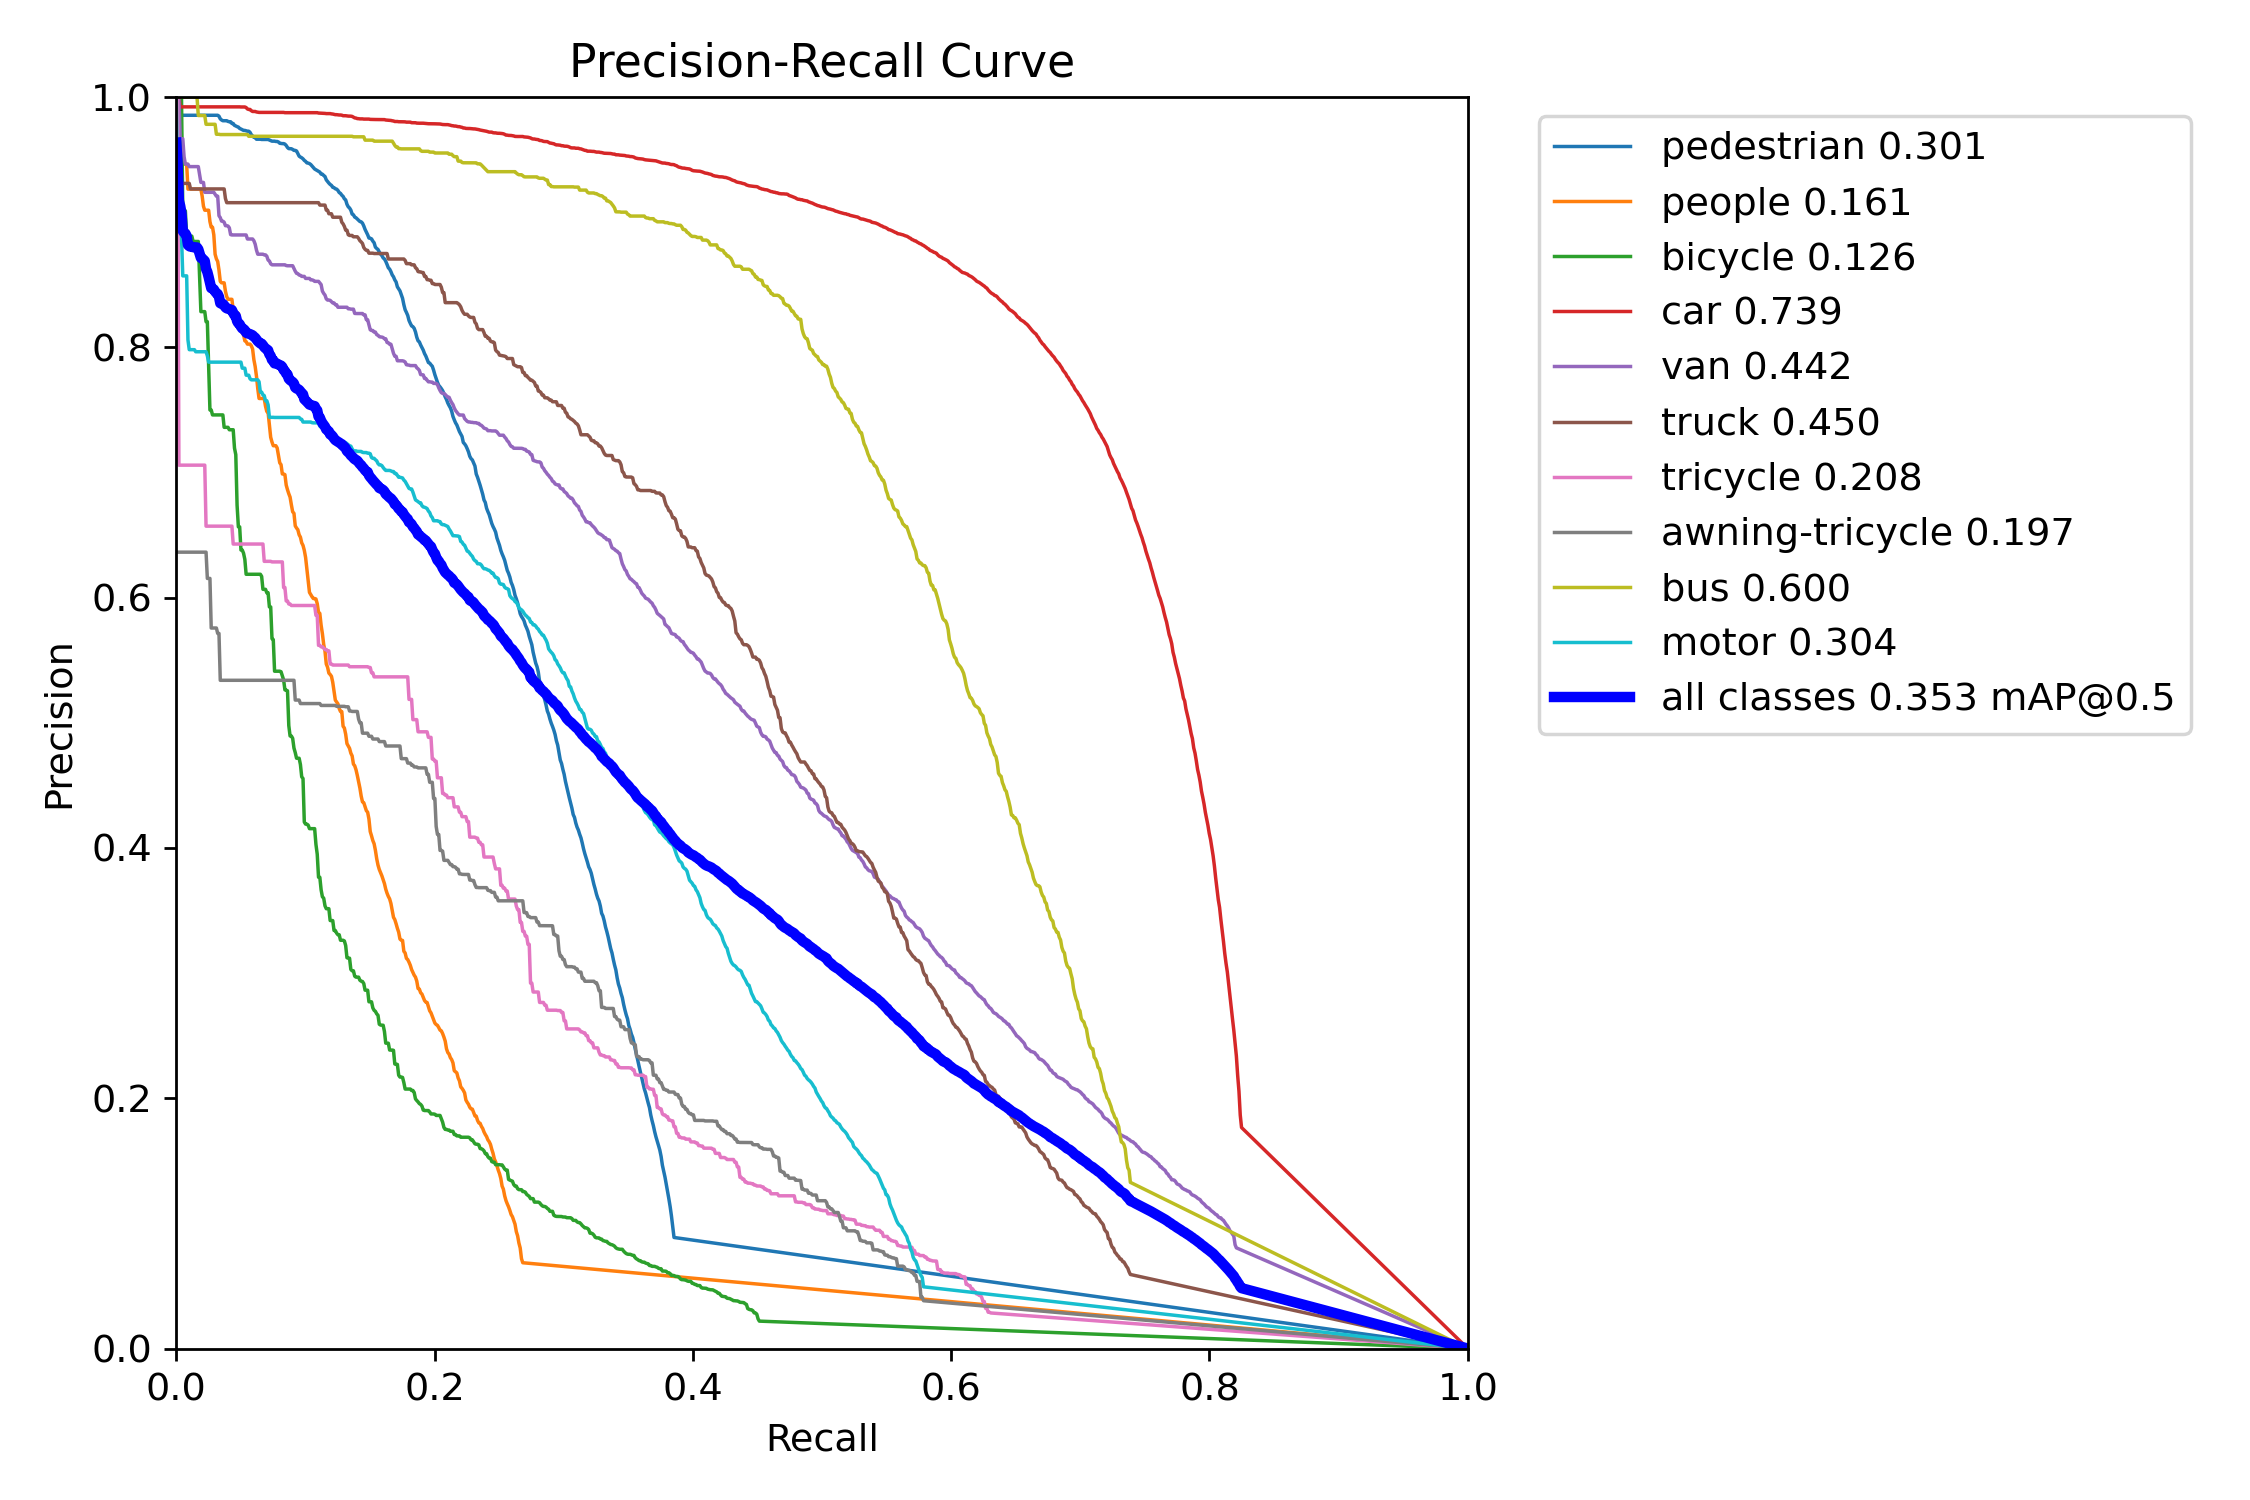 Precision-Recall Curve
1.0
0.8
0.6
0.4
0.2
0.0
Precision
0.0 0.2 0.4 0.6 0.8 1.0
Recall
pedestrian 0.301
people 0.161
bicycle 0.126
car 0.739
van 0.442
truck 0.450
tricycle 0.208
awning-tricycle 0.197
bus 0.600
motor 0.304
all classes 0.353 mAP@0.5